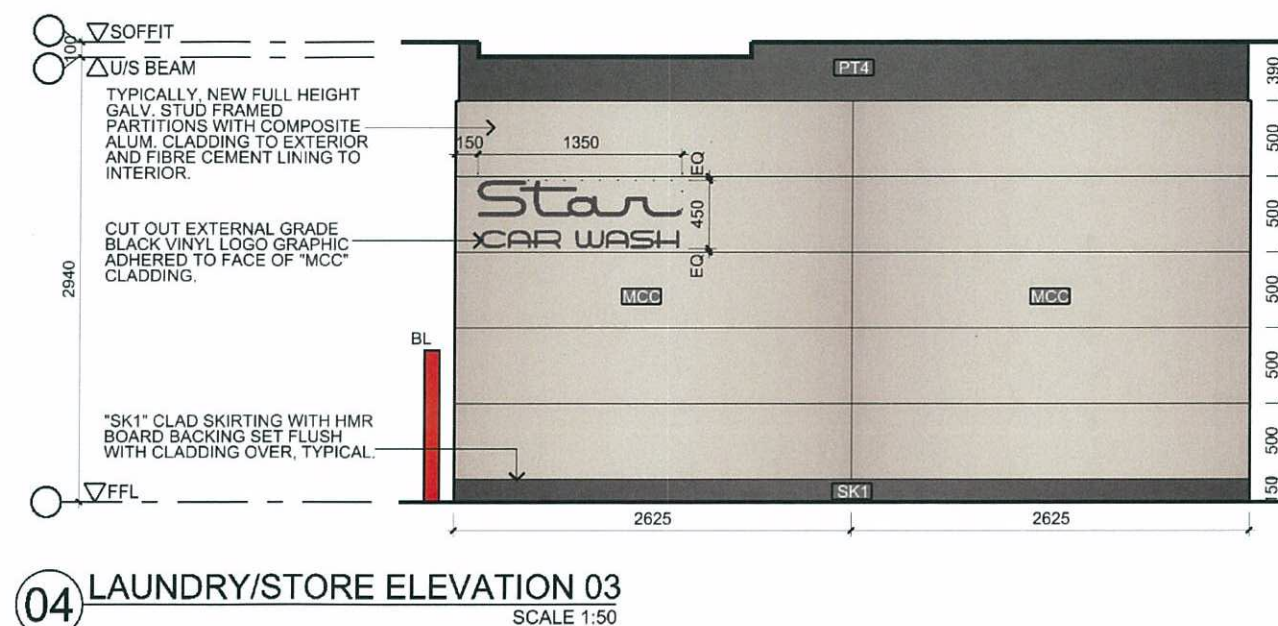 SOFFIT
100
U/S BEAM
PT4
390
TYPICALLY, NEW FULL HEIGHT
GALV. STUD FRAMED
PARTITIONS WITH COMPOSITE
ALUM. CLADDING TO EXTERIOR
AND FIBRE CEMENT LINING TO
INTERIOR.
150
1350
EQ
500
Star
CAR WASH
450
EQ
500
CUT OUT EXTERNAL GRADE
BLACK VINYL LOGO GRAPHIC
ADHERED TO FACE OF "MCC"
CLADDING.
2940
MCC
MCC
500
BL
500
"SK1" CLAD SKIRTING WITH HMR
BOARD BACKING SET FLUSH
WITH CLADDING OVER, TYPICAL.
500
FFL
SK1
150
2625
2625
04
LAUNDRY/STORE ELEVATION 03
SCALE 1:50